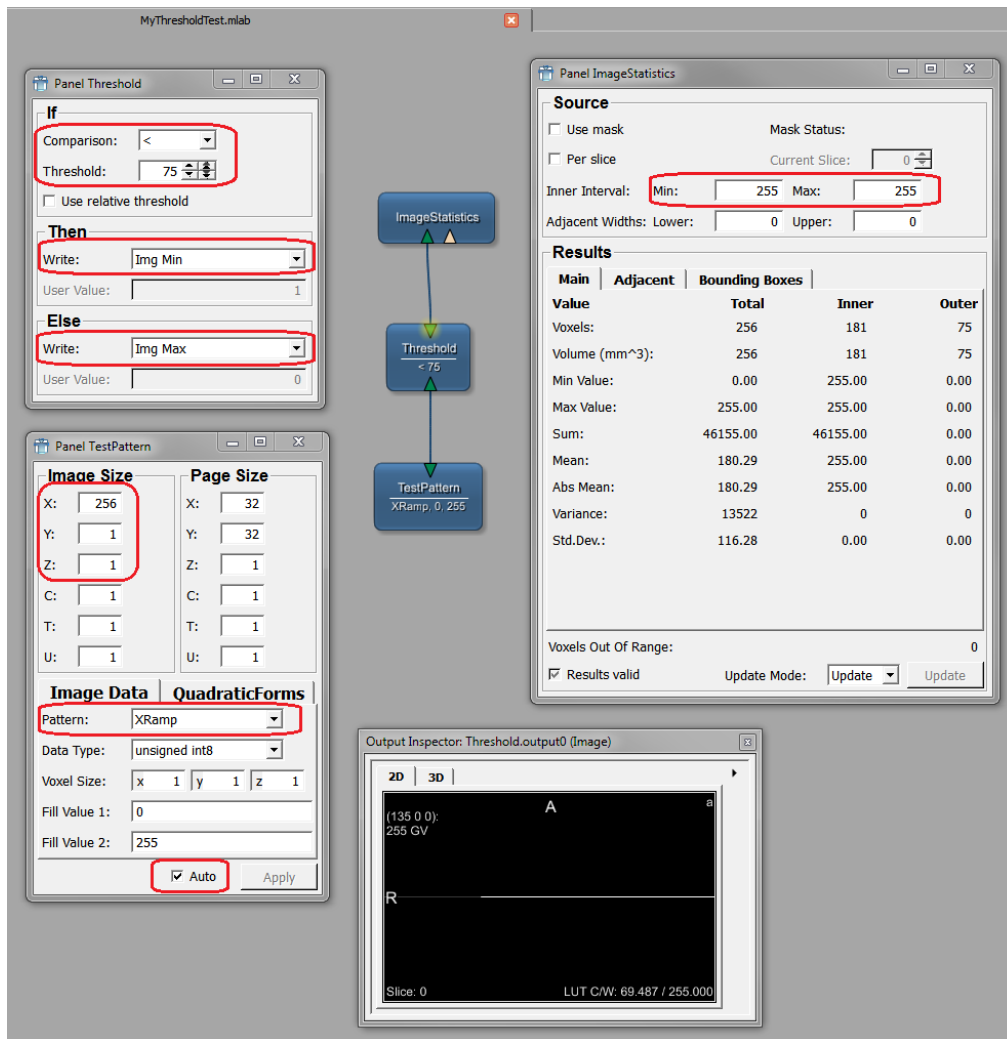 MyThresholdTest.mlab
Panel Threshold
If
Comparison: <
Threshold: 75
Use relative threshold
Then
Write: Img Min
User Value: 1
Else
Write: Img Max
User Value: 0
Panel TestPattern
Image Size Page Size
X: 256 X: 32
Y: 1 Y: 32
Z: 1 Z: 1
C: 1 C: 1
T: 1 T: 1
U: 1 U: 1
Image Data QuadraticForms
Pattern: XRamp
Data Type: unsigned int8
Voxel Size: x 1 y 1 z 1
Fill Value 1: 0
Fill Value 2: 255
Auto Apply
ImageStatistics
Threshold
< 75
TestPattern
XRamp, 0, 255
Panel ImageStatistics
Source
Use mask Mask Status:
Per slice Current Slice: 0
Inner Interval: Min: 255 Max: 255
Adjacent Widths: Lower: 0 Upper: 0
Results
Main Adjacent Bounding Boxes
Value Total Inner Outer
Voxels: 256 181 75
Volume (mm^3): 256 181 75
Min Value: 0.00 255.00 0.00
Max Value: 255.00 255.00 0.00
Sum: 46155.00 46155.00 0.00
Mean: 180.29 255.00 0.00
Abs Mean: 180.29 255.00 0.00
Variance: 13522 0 0
Std.Dev.: 116.28 0.00 0.00
Voxels Out Of Range: 0
Results valid Update Mode: Update Update
Output Inspector: Threshold.output0 (Image)
2D 3D
A a
(135 0 0):
255 GV
R
Slice: 0 LUT C/W: 69.487 / 255.000